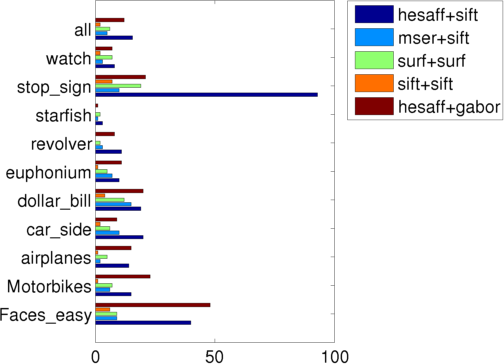 all
watch
stop_sign
starfish
revolver
euphonium
dollar_bill
car_side
airplanes
Motorbikes
Faces_easy
0 50 100
hesaff+sift
mser+sift
surf+surf
sift+sift
hesaff+gabor